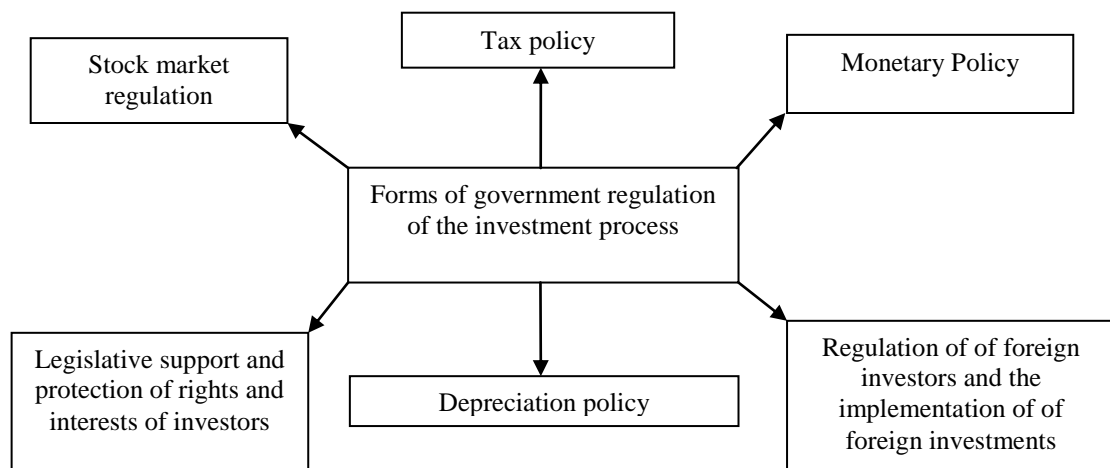 Stock market
regulation
Tax policy
Monetary Policy
Forms of government regulation
of the investment process
Legislative support and
protection of rights and
interests of investors
Depreciation policy
Regulation of of foreign
investors and the
implementation of of
foreign investments